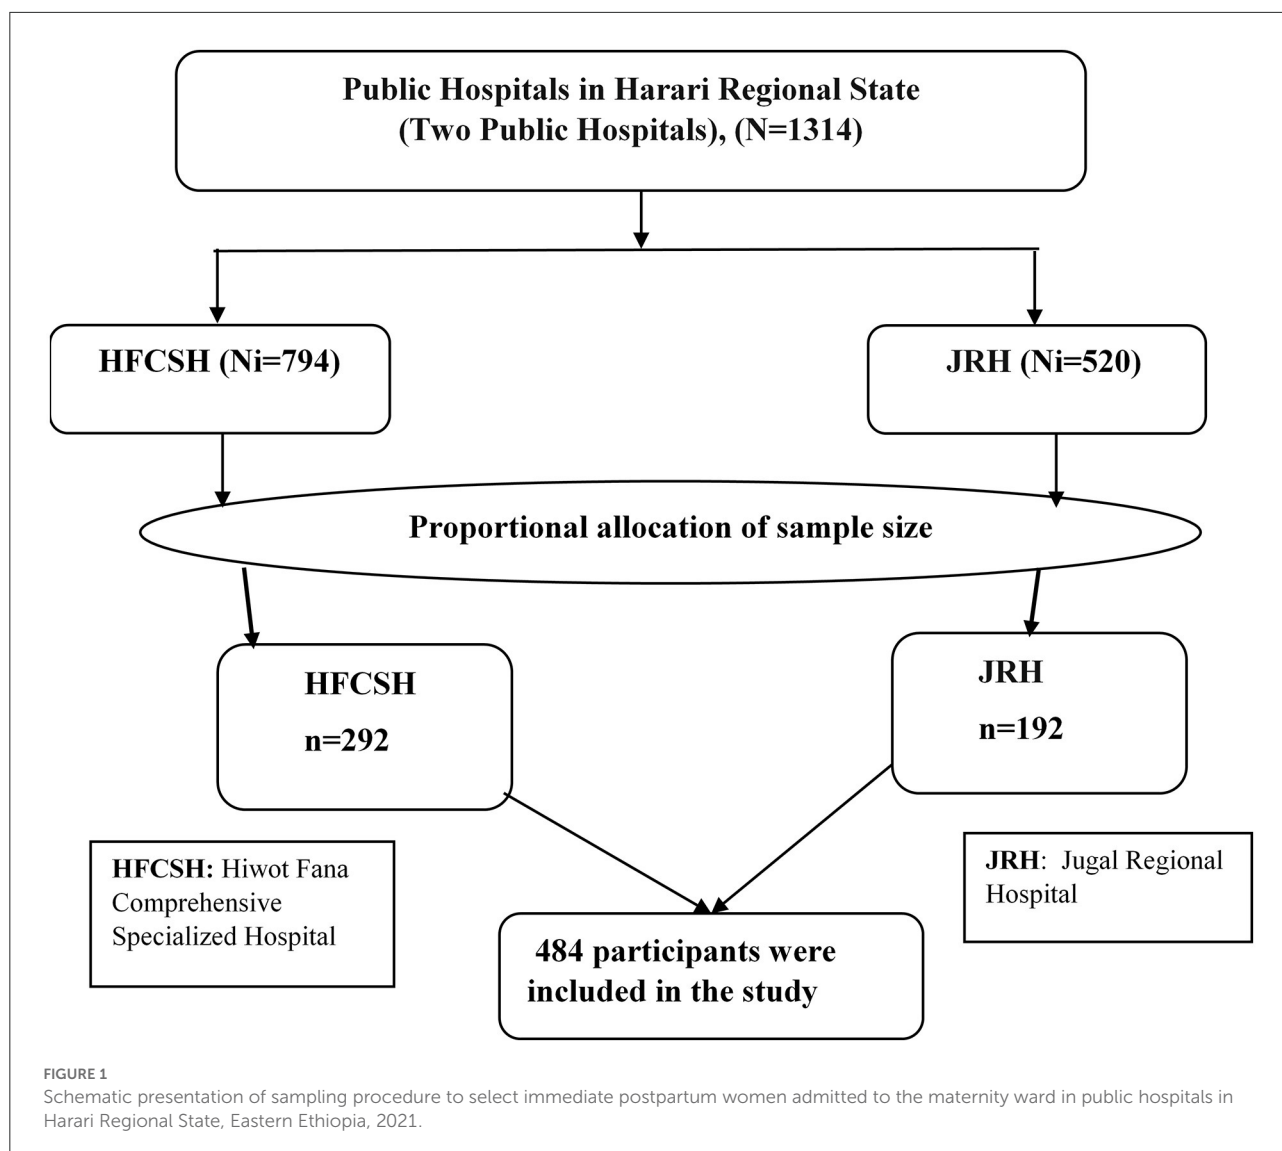 Public Hospitals in Harari Regional State
(Two Public Hospitals), (N=1314)
HFCSH (Ni=794)
JRH (Ni=520)
Proportional allocation of sample size
HFCSH
n=292
JRH
n=192
HFCSH: Hiwot Fana
Comprehensive
Specialized Hospital
JRH: Jugal Regional
Hospital
484 participants were
included in the study
FIGURE 1
Schematic presentation of sampling procedure to select immediate postpartum women admitted to the maternity ward in public hospitals in
Harari Regional State, Eastern Ethiopia, 2021.